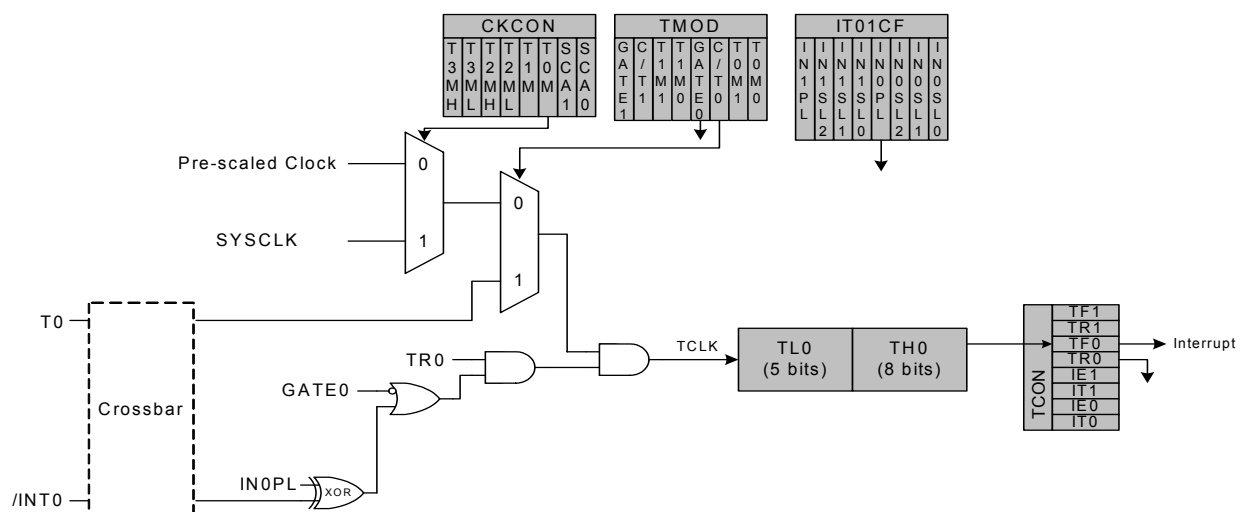 CKCON
T3MH T3ML T2MH T2ML T1M T0M SCA1 SCA0
TMOD
GATE1 C/T1 T1M1 T1M0 GATE0 C/T0 T0M1 T0M0
IT01CF
IN1PL IN1SL2 IN1SL1 IN1SL0 IN0PL IN0SL2 IN0SL1 IN0SL0
Pre-scaled Clock
0
SYSCLK
1
0
1
T0
Crossbar
/INT0
GATE0
IN0PL
XOR
TR0
TCLK
TL0
(5 bits)
TH0
(8 bits)
TCON
TF1
TR1
TF0
TR0
IE1
IT1
IE0
IT0
Interrupt